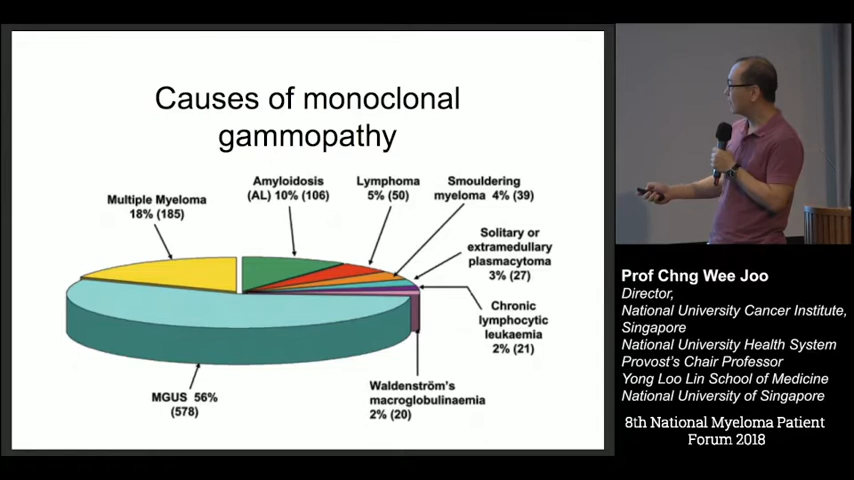 Causes of monoclonal
gammopathy
Multiple Myeloma
18% (185)
Amyloidosis
(AL) 10% (106)
Lymphoma
5% (50)
Smouldering
myeloma 4% (39)
Solitary or
extramedullary
plasmacytoma
3% (27)
Chronic
lymphocytic
leukaemia
2% (21)
Waldenström's
macroglobulinaemia
2% (20)
MGUS 56%
(578)
Prof Chng Wee Joo
Director,
National University Cancer Institute,
Singapore
National University Health System
Provost's Chair Professor
Yong Loo Lin School of Medicine
National University of Singapore
8th National Myeloma Patient
Forum 2018